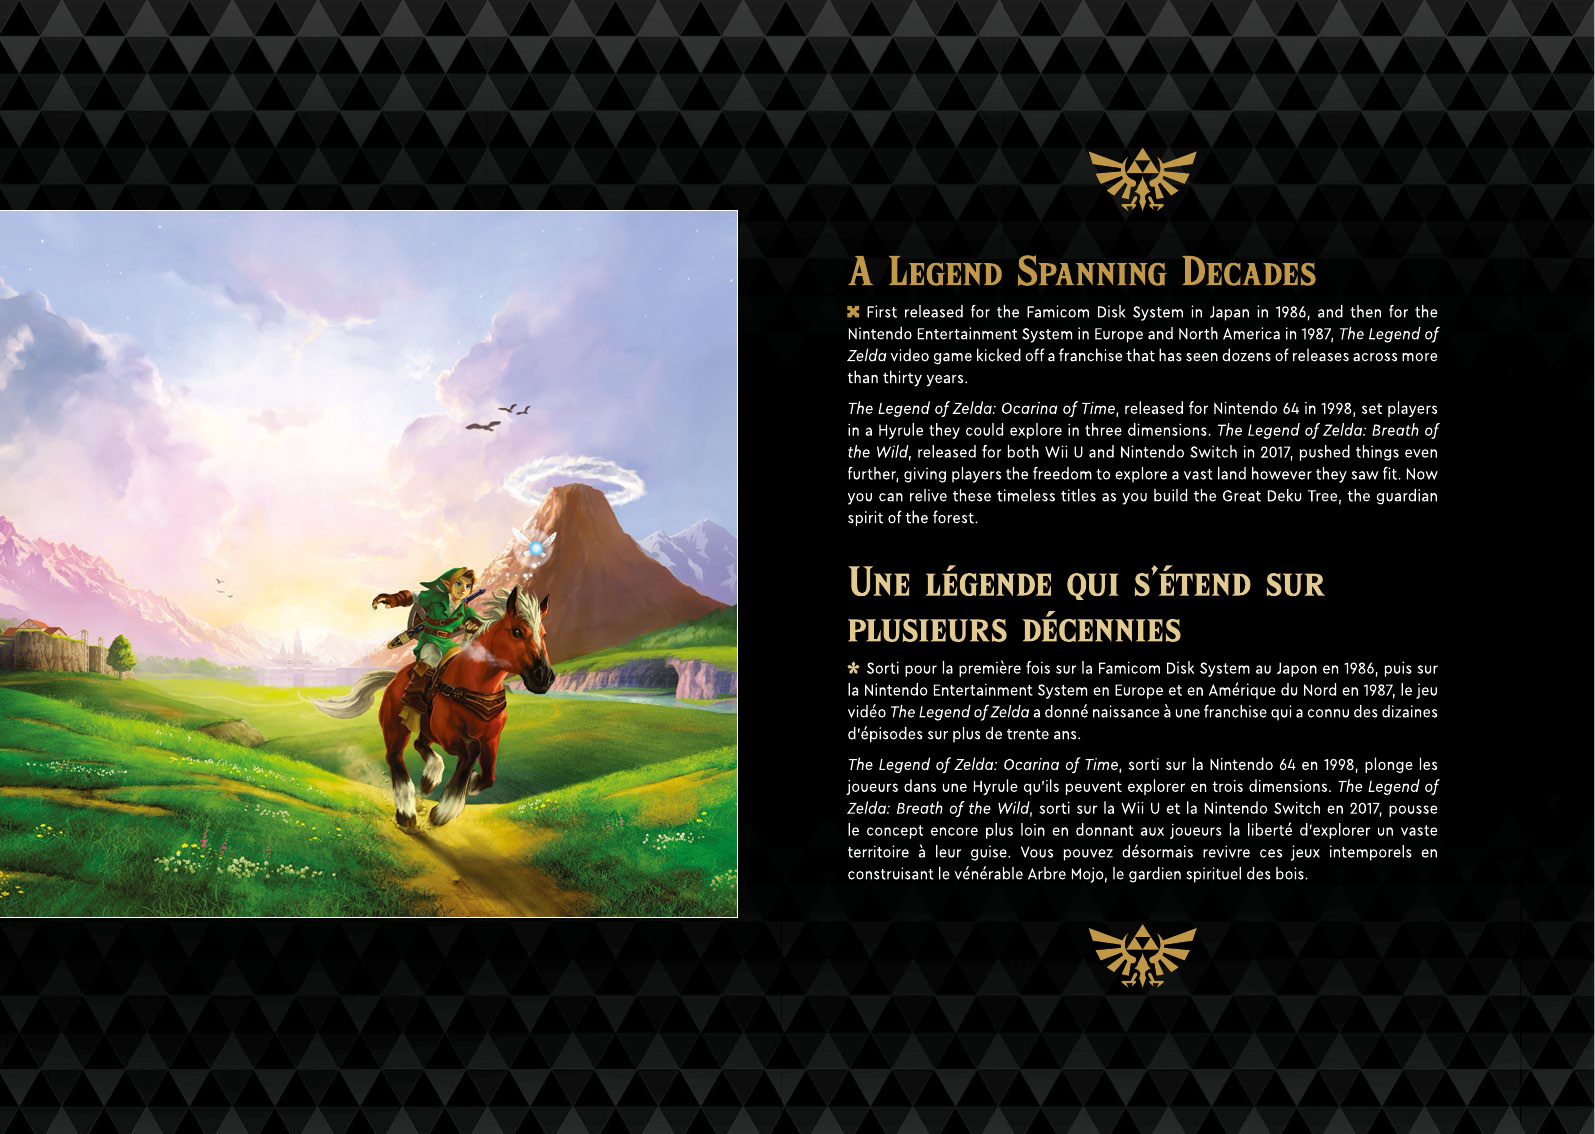 A Legend Spanning Decades
First released for the Famicom Disk System in Japan in 1986, and then for the
Nintendo Entertainment System in Europe and North America in 1987, The Legend of
Zelda video game kicked off a franchise that has seen dozens of releases across more
than thirty years.
The Legend of Zelda: Ocarina of Time, released for Nintendo 64 in 1998, set players
in a Hyrule they could explore in three dimensions. The Legend of Zelda: Breath of
the Wild, released for both Wii U and Nintendo Switch in 2017, pushed things even
further, giving players the freedom to explore a vast land however they saw fit. Now
you can relive these timeless titles as you build the Great Deku Tree, the guardian
spirit of the forest.
Une légende qui s'étend sur
plusieurs décennies
Sorti pour la première fois sur la Famicom Disk System au Japon en 1986, puis sur
la Nintendo Entertainment System en Europe et en Amérique du Nord en 1987, le jeu
vidéo The Legend of Zelda a donné naissance à une franchise qui a connu des dizaines
d'épisodes sur plus de trente ans.
The Legend of Zelda: Ocarina of Time, sorti sur la Nintendo 64 en 1998, plonge les
joueurs dans une Hyrule qu'ils peuvent explorer en trois dimensions. The Legend of
Zelda: Breath of the Wild, sorti sur la Wii U et la Nintendo Switch en 2017, pousse
le concept encore plus loin en donnant aux joueurs la liberté d'explorer un vaste
territoire à leur guise. Vous pouvez désormais revivre ces jeux intemporels en
construisant le vénérable Arbre Mojo, le gardien spirituel des bois.